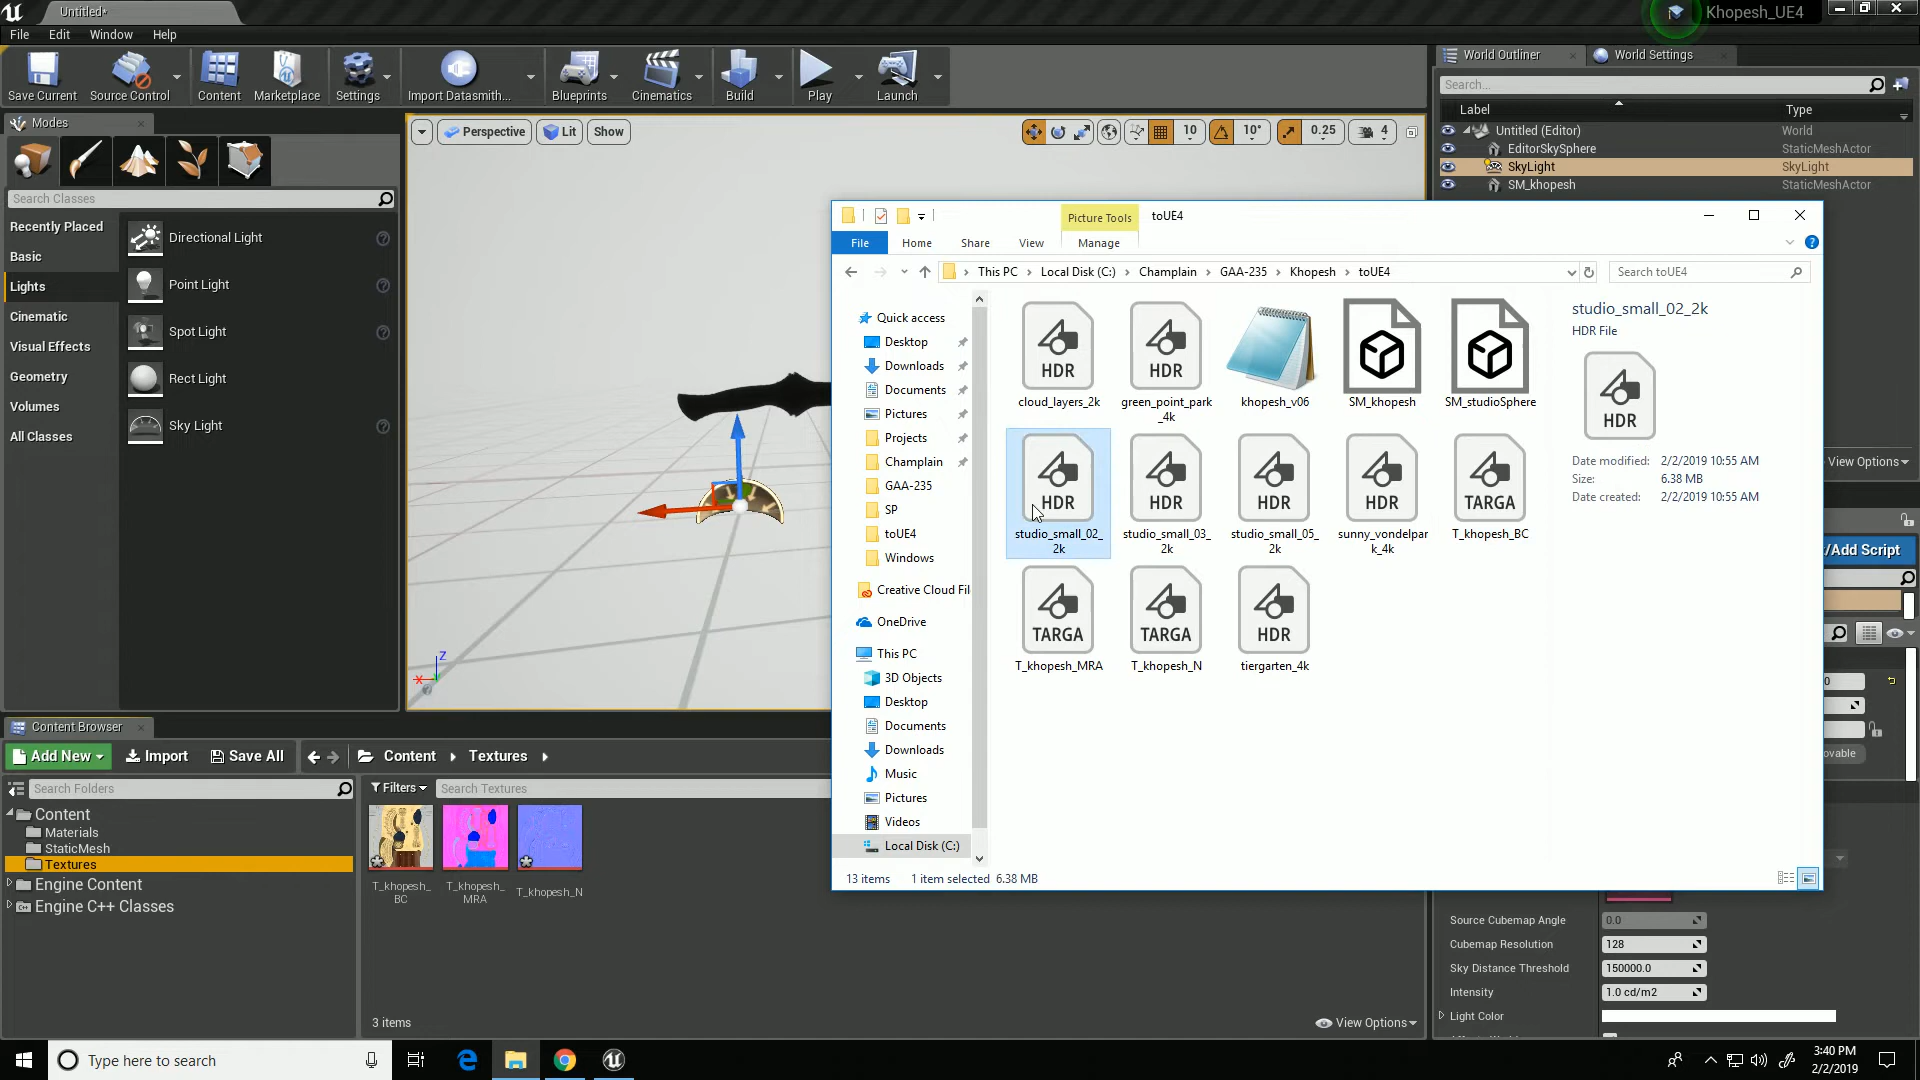 Untitled*
Khopesh_UE4
File Edit Window Help
Save Current
Source Control
Content
Marketplace
Settings
Import Datasmith...
Blueprints
Cinematics
Build
Play
Launch
World Outliner
World Settings
Search...
Label
Type
Untitled (Editor) World
EditorSkySphere StaticMeshActor
SkyLight SkyLight
SM_khopesh StaticMeshActor
Modes
Search Classes
Recently Placed
Basic
Lights
Cinematic
Visual Effects
Geometry
Volumes
All Classes
Directional Light
Point Light
Spot Light
Rect Light
Sky Light
Perspective
Lit
Show
10
10°
0.25
4
Z
X
Picture Tools
toUE4
File Home Share View Manage
This PC
Local Disk (C:)
Champlain
GAA-235
Khopesh
toUE4
Search toUE4
Quick access
Desktop
Downloads
Documents
Pictures
Projects
Champlain
GAA-235
SP
toUE4
Windows
Creative Cloud Fil
OneDrive
This PC
3D Objects
Desktop
Documents
Downloads
Music
Pictures
Videos
Local Disk (C:)
HDR
HDR
cloud_layers_2k
green_point_park
_4k
khopesh_v06
SM_khopesh
SM_studioSphere
HDR
HDR
HDR
HDR
TARGA
studio_small_02_
2k
studio_small_03_
2k
studio_small_05_
2k
sunny_vondelpar
k_4k
T_khopesh_BC
TARGA
TARGA
HDR
T_khopesh_MRA
T_khopesh_N
tiergarten_4k
studio_small_02_2k
HDR File
HDR
Date modified: 2/2/2019 10:55 AM
Size: 6.38 MB
Date created: 2/2/2019 10:55 AM
13 items
1 item selected 6.38 MB
View Options
/Add Script
0
ovable
Content Browser
Add New
Import
Save All
Content
Textures
Search Folders
Filters
Search Textures
Content
Materials
StaticMesh
Textures
Engine Content
Engine C++ Classes
T_khopesh_
BC
T_khopesh_
MRA
T_khopesh_N
3 items
View Options
Source Cubemap Angle 0.0
Cubemap Resolution 128
Sky Distance Threshold 150000.0
Intensity 1.0 cd/m2
Light Color
Type here to search
3:40 PM
2/2/2019